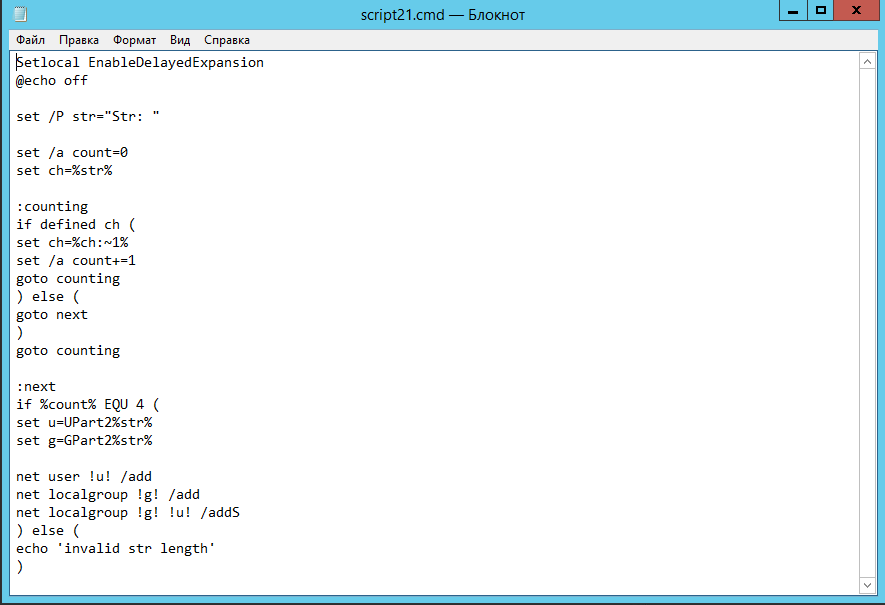 script21.cmd — Блокнот
Файл Правка Формат Вид Справка
Setlocal EnableDelayedExpansion
@echo off
set /P str="Str: "
set /a count=0
set ch=%str%
:counting
if defined ch (
set ch=%ch:~1%
set /a count+=1
goto counting
) else (
goto next
)
goto counting
:next
if %count% EQU 4 (
set u=UPart2%str%
set g=GPart2%str%
net user !u! /add
net localgroup !g! /add
net localgroup !g! !u! /addS
) else (
echo 'invalid str length'
)